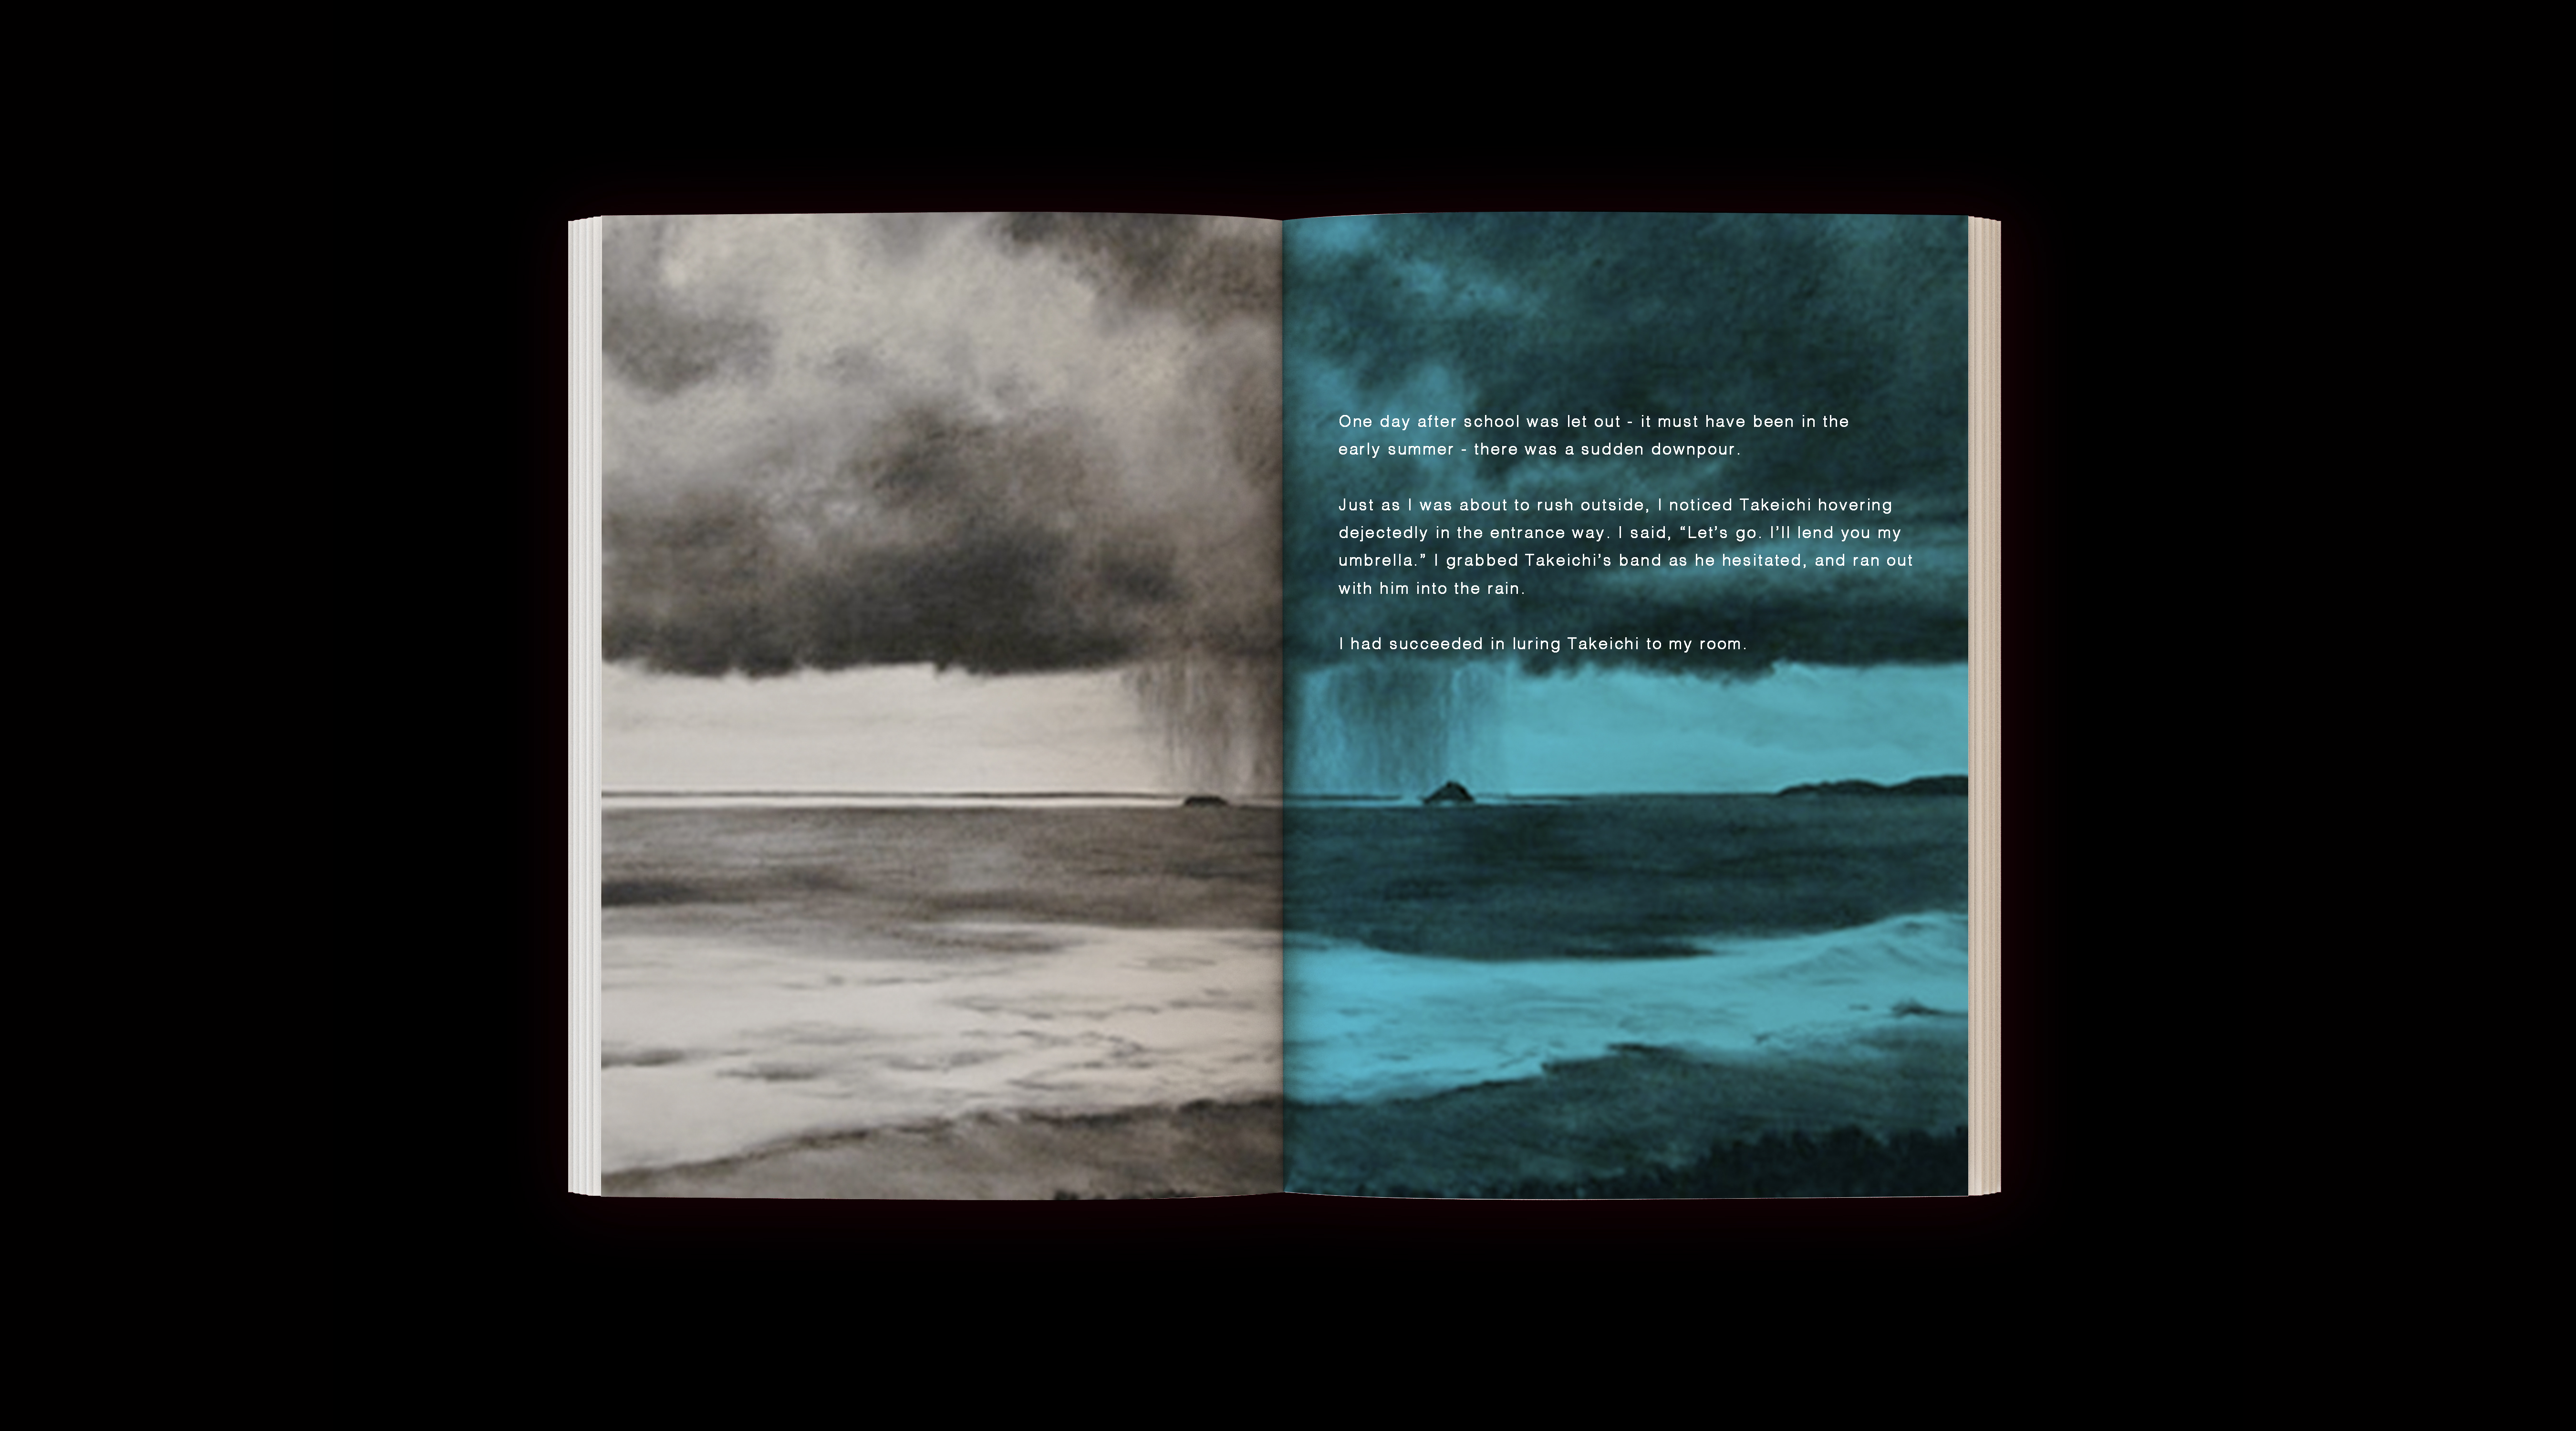 One day after school was let out - it must have been in the
early summer - there was a sudden downpour.
Just as I was about to rush outside, I noticed Takeichi hovering
dejectedly in the entrance way. I said, “Let’s go. I’ll lend you my
umbrella.” I grabbed Takeichi’s band as he hesitated, and ran out
with him into the rain.
I had succeeded in luring Takeichi to my room.